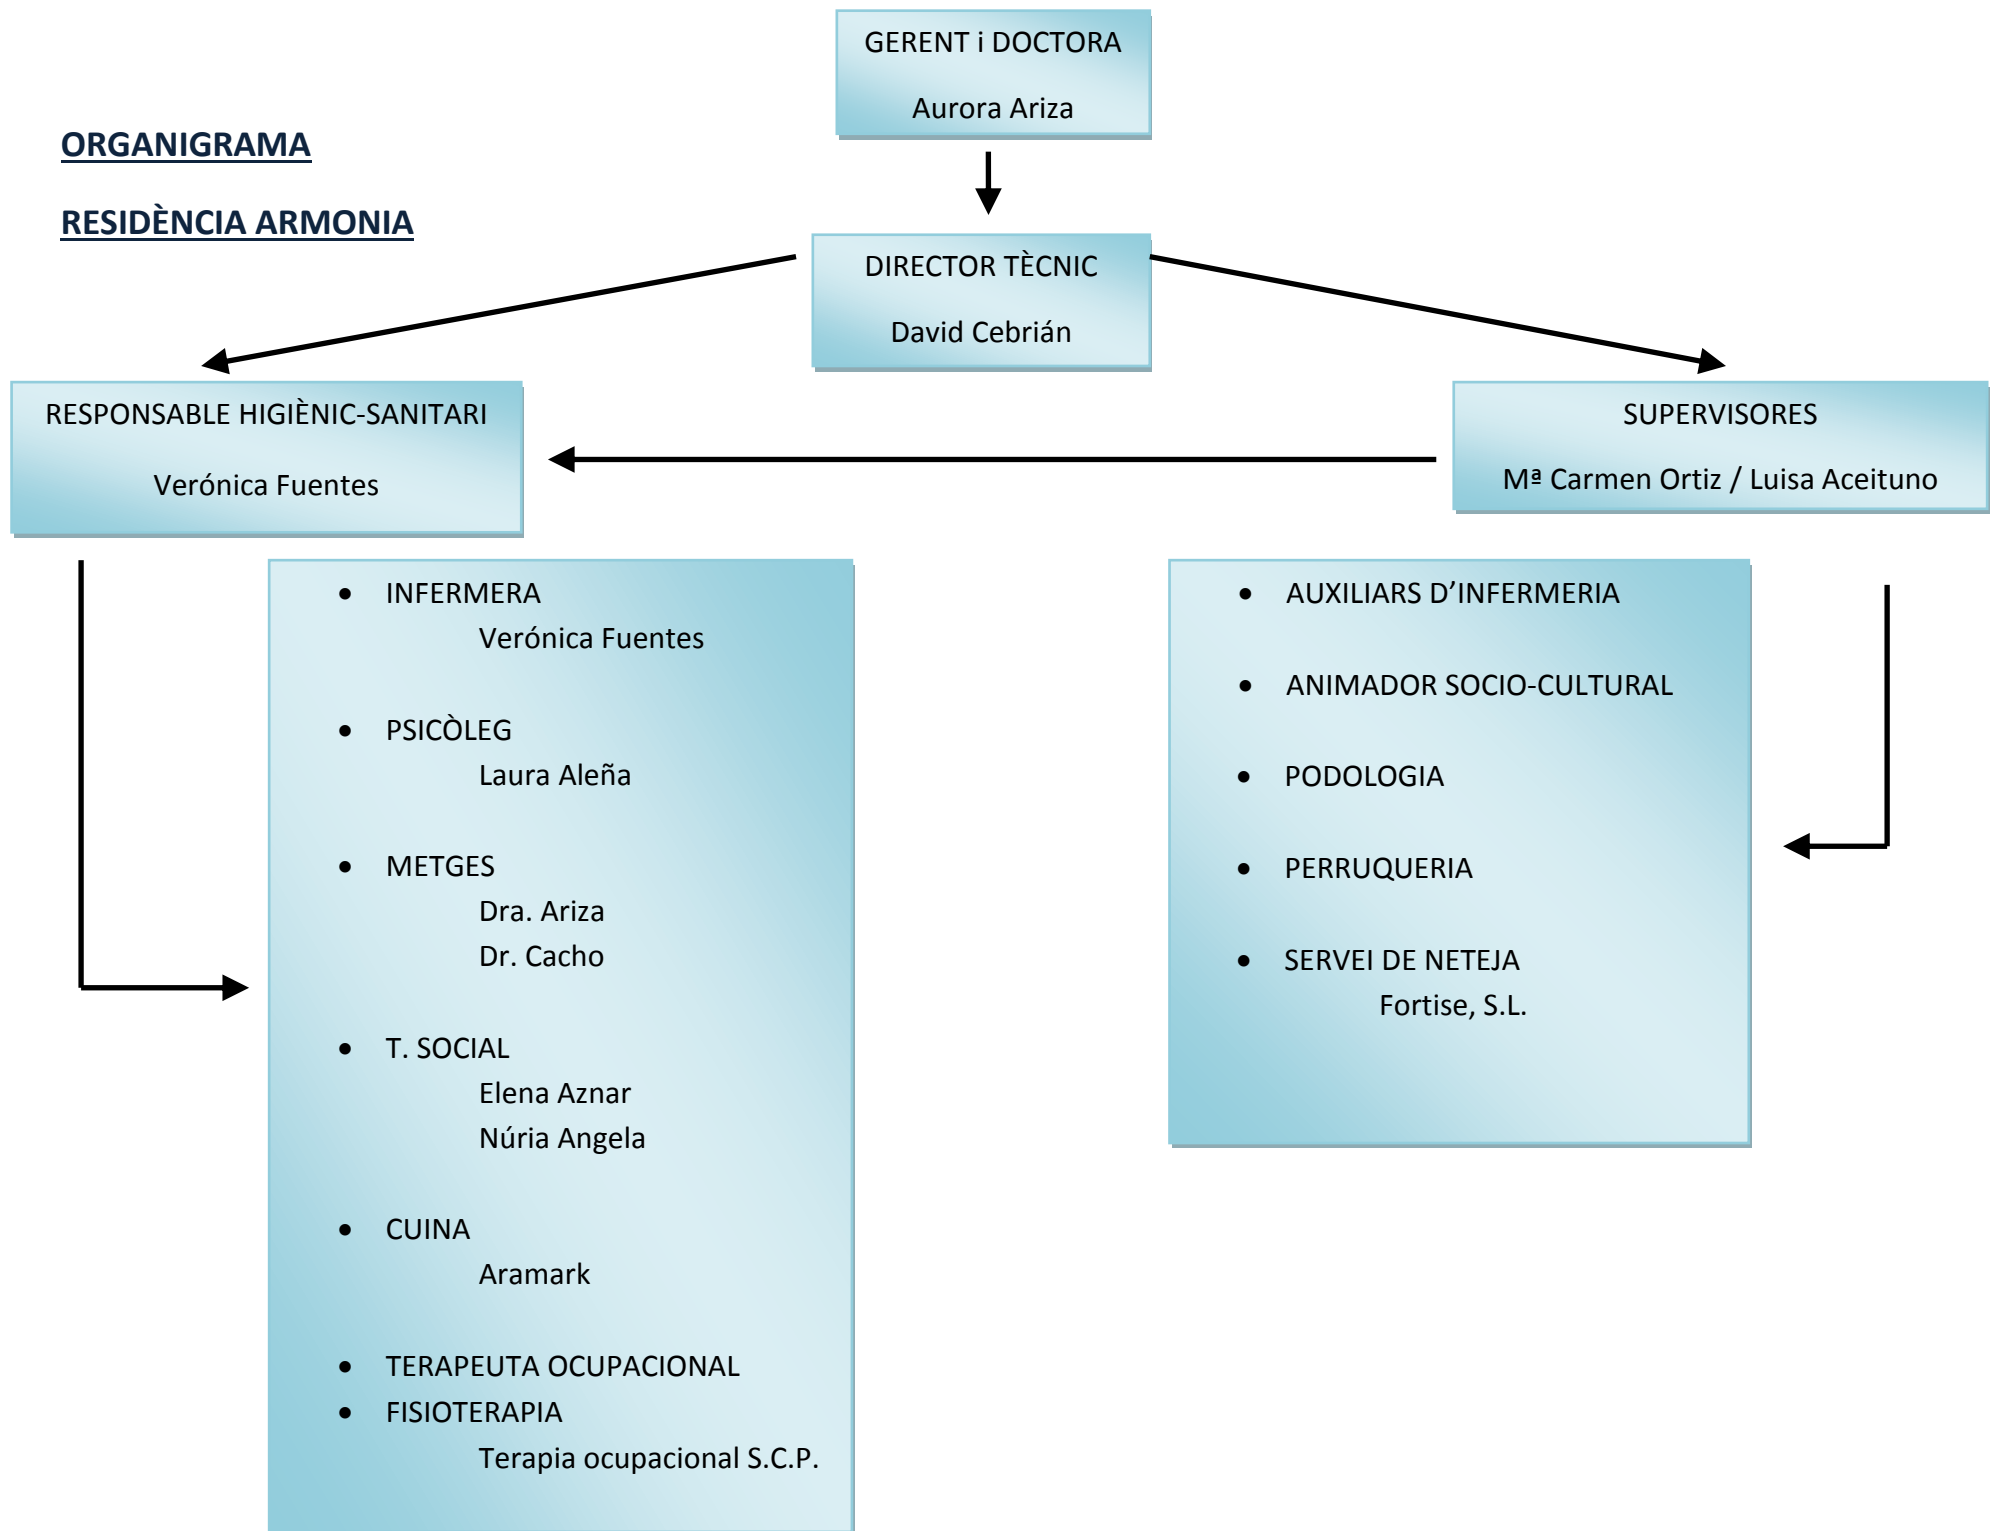 GERENT i DOCTORA
Aurora Ariza
ORGANIGRAMA
RESIDÈNCIA ARMONIA
DIRECTOR TÈCNIC
David Cebrián
RESPONSABLE HIGIÈNIC-SANITARI
Verónica Fuentes
SUPERVISORES
Mª Carmen Ortiz / Luisa Aceituno
• INFERMERA
Verónica Fuentes
• PSICÒLEG
Laura Aleña
• METGES
Dra. Ariza
Dr. Cacho
• T. SOCIAL
Elena Aznar
Núria Angela
• CUINA
Aramark
• TERAPEUTA OCUPACIONAL
• FISIOTERAPIA
Terapia ocupacional S.C.P.
• AUXILIARS D’INFERMERIA
• ANIMADOR SOCIO-CULTURAL
• PODOLOGIA
• PERRUQUERIA
• SERVEI DE NETEJA
Fortise, S.L.